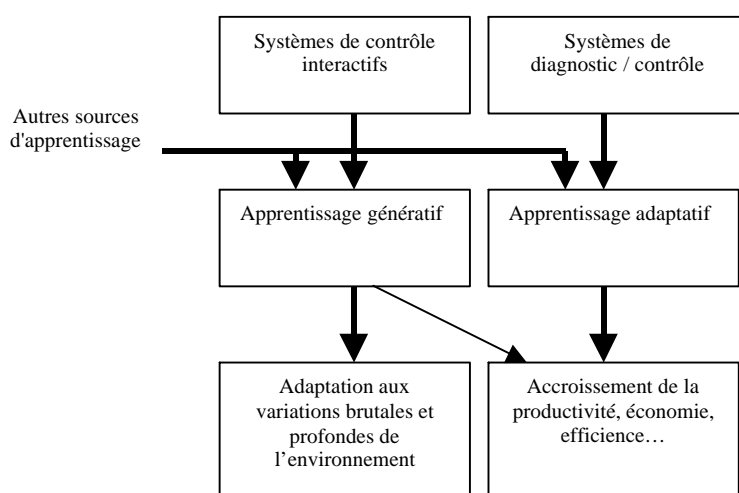 Systèmes de contrôle
interactifs
Systèmes de
diagnostic / contrôle
Autres sources
d'apprentissage
Apprentissage génératif
Apprentissage adaptatif
Adaptation aux
variations brutales et
profondes de
l’environnement
Accroissement de la
productivité, économie,
efficience…